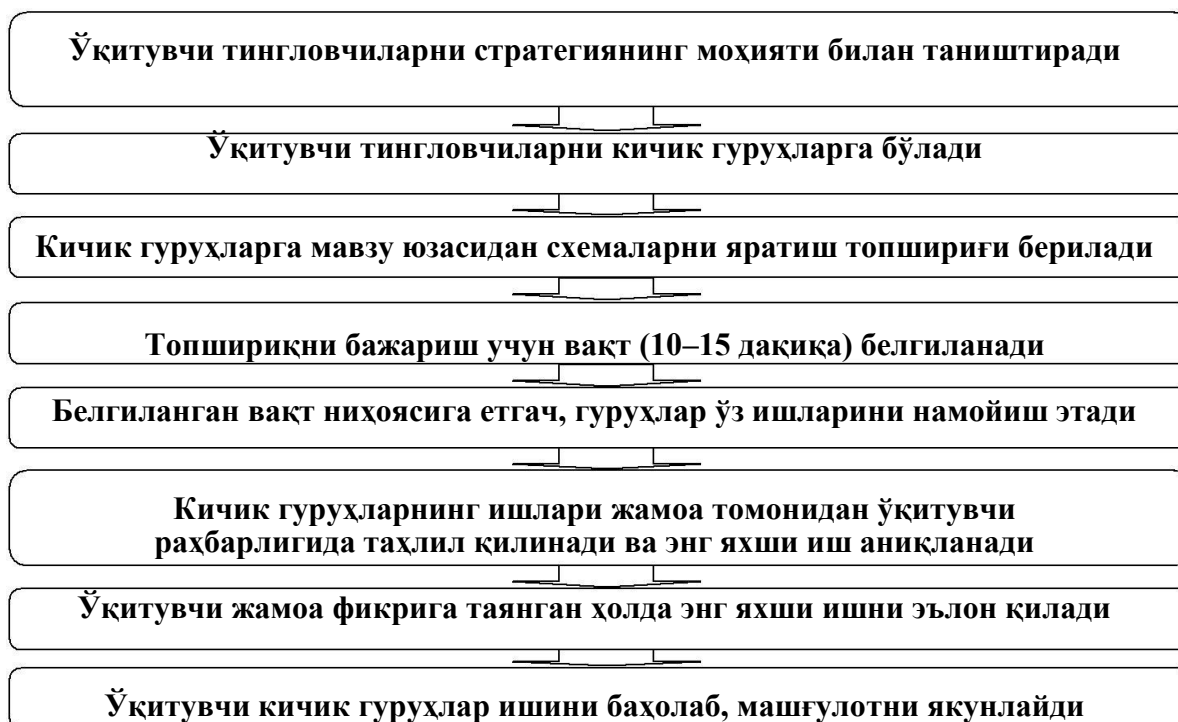 Ўқитувчи тингловчиларни стратегиянинг моҳияти билан таништиради
Ўқитувчи тингловчиларни кичик гуруҳларга бўлади
Кичик гуруҳларга мавзу юзасидан схемаларни яратиш топшириғи берилади
Топшириқни бажариш учун вақт (10–15 дақиқа) белгиланади
Белгиланган вақт ниҳоясига етгач, гуруҳлар ўз ишларини намойиш этади
Кичик гуруҳларнинг ишлари жамоа томонидан ўқитувчи
раҳбарлигида таҳлил қилинади ва энг яхши иш аниқланади
Ўқитувчи жамоа фикрига таянган ҳолда энг яхши ишни эълон қилади
Ўқитувчи кичик гуруҳлар ишини баҳолаб, машғулотни якунлайди